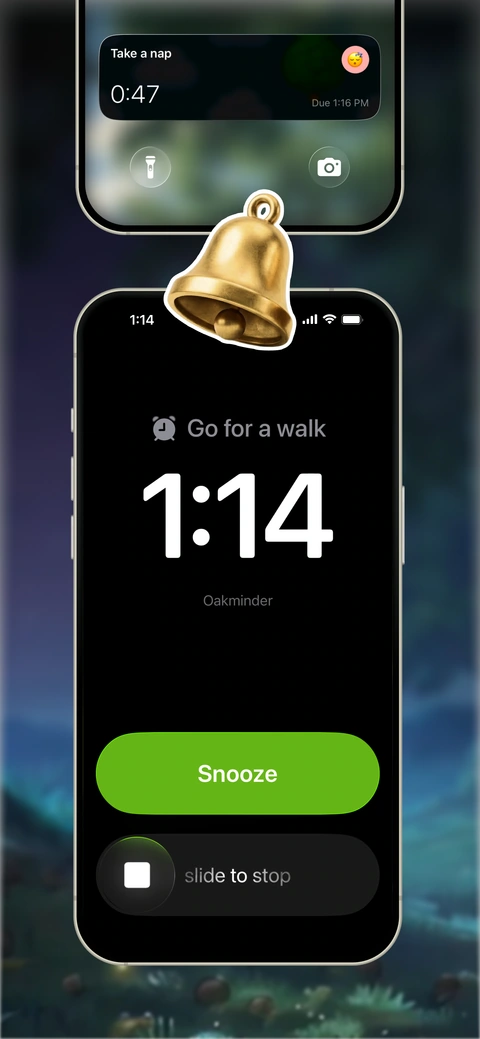 Take a nap
0:47
Due 1:16 PM
1:14
Go for a walk
1:14
Oakminder
Snooze
slide to stop